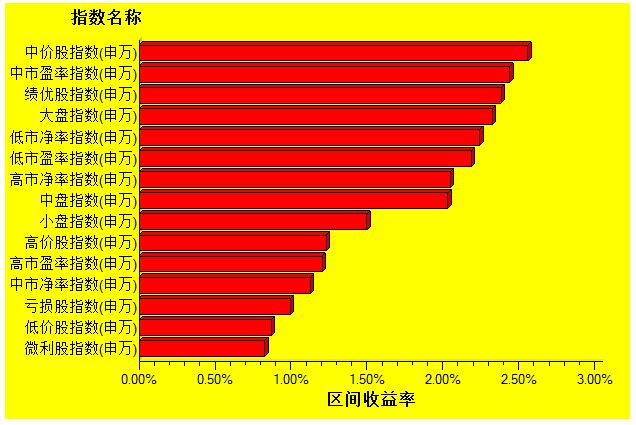 指数名称
中价股指数(申万)
中市盈率指数(申万)
绩优股指数(申万)
大盘指数(申万)
低市净率指数(申万)
低市盈率指数(申万)
高市净率指数(申万)
中盘指数(申万)
小盘指数(申万)
高价股指数(申万)
高市盈率指数(申万)
中市净率指数(申万)
亏损股指数(申万)
低价股指数(申万)
微利股指数(申万)
0.00% 0.50% 1.00% 1.50% 2.00% 2.50% 3.00%
区间收益率